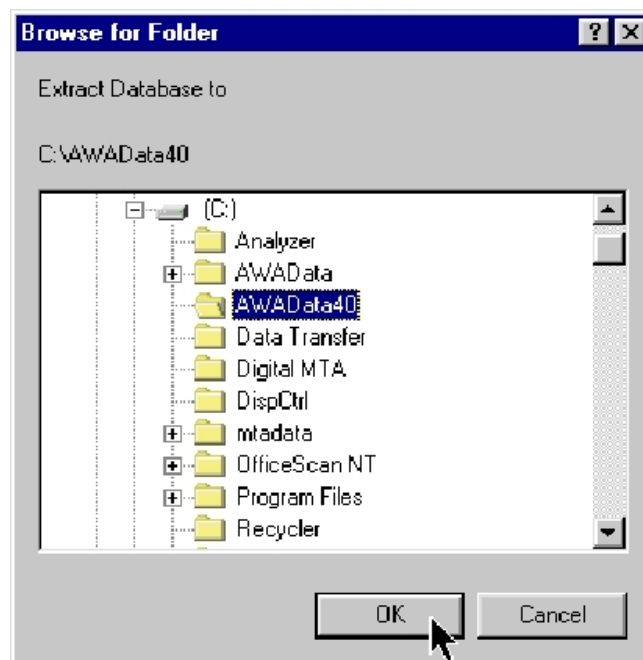 Browse for Folder
Extract Database to
C:\AWAData40
(C:)
Analyzer
AWAData
AWAData40
Data Transfer
Digital MTA
DispCtrl
mtadata
OfficeScan NT
Program Files
Recycler
OK Cancel